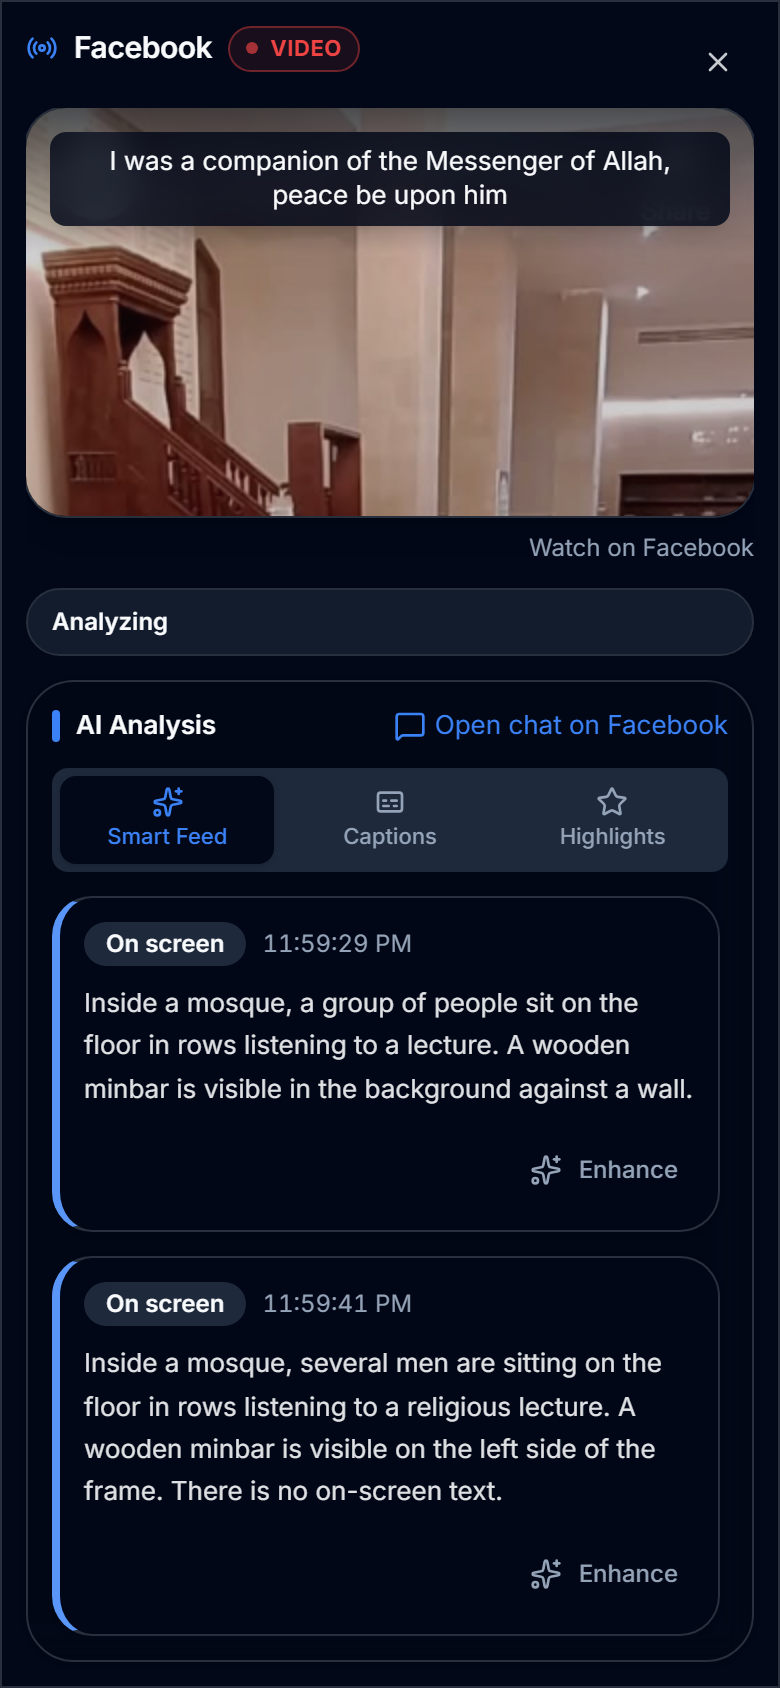 Facebook
VIDEO
I was a companion of the Messenger of Allah,
peace be upon him
Share
Watch on Facebook
Analyzing
AI Analysis
Open chat on Facebook
Smart Feed
Captions
Highlights
On screen 11:59:29 PM
Inside a mosque, a group of people sit on the
floor in rows listening to a lecture. A wooden
minbar is visible in the background against a wall.
Enhance
On screen 11:59:41 PM
Inside a mosque, several men are sitting on the
floor in rows listening to a religious lecture. A
wooden minbar is visible on the left side of the
frame. There is no on-screen text.
Enhance